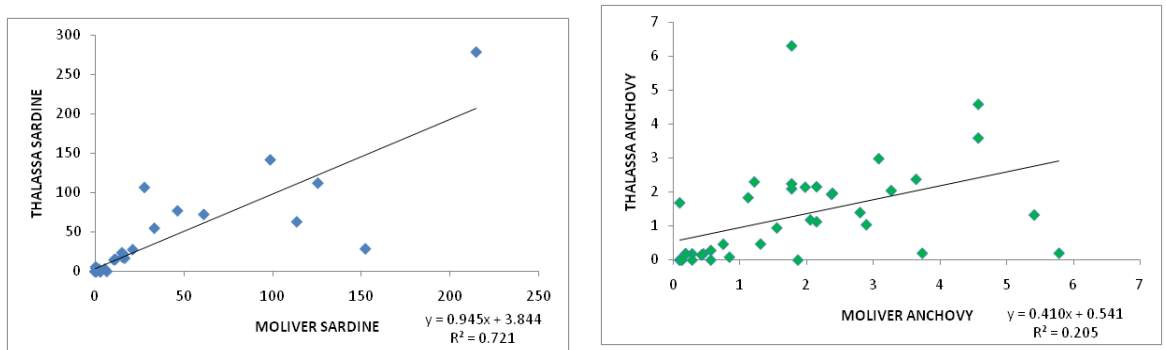 THALASSA SARDINE
300
250
200
150
100
50
0
0 50 100 150 200 250
MOLIVER SARDINE
y = 0.945x + 3.844
R² = 0.721
THALASSA ANCHOVY
7
6
5
4
3
2
1
0
0 1 2 3 4 5 6 7
MOLIVER ANCHOVY
y = 0.410x + 0.541
R² = 0.205